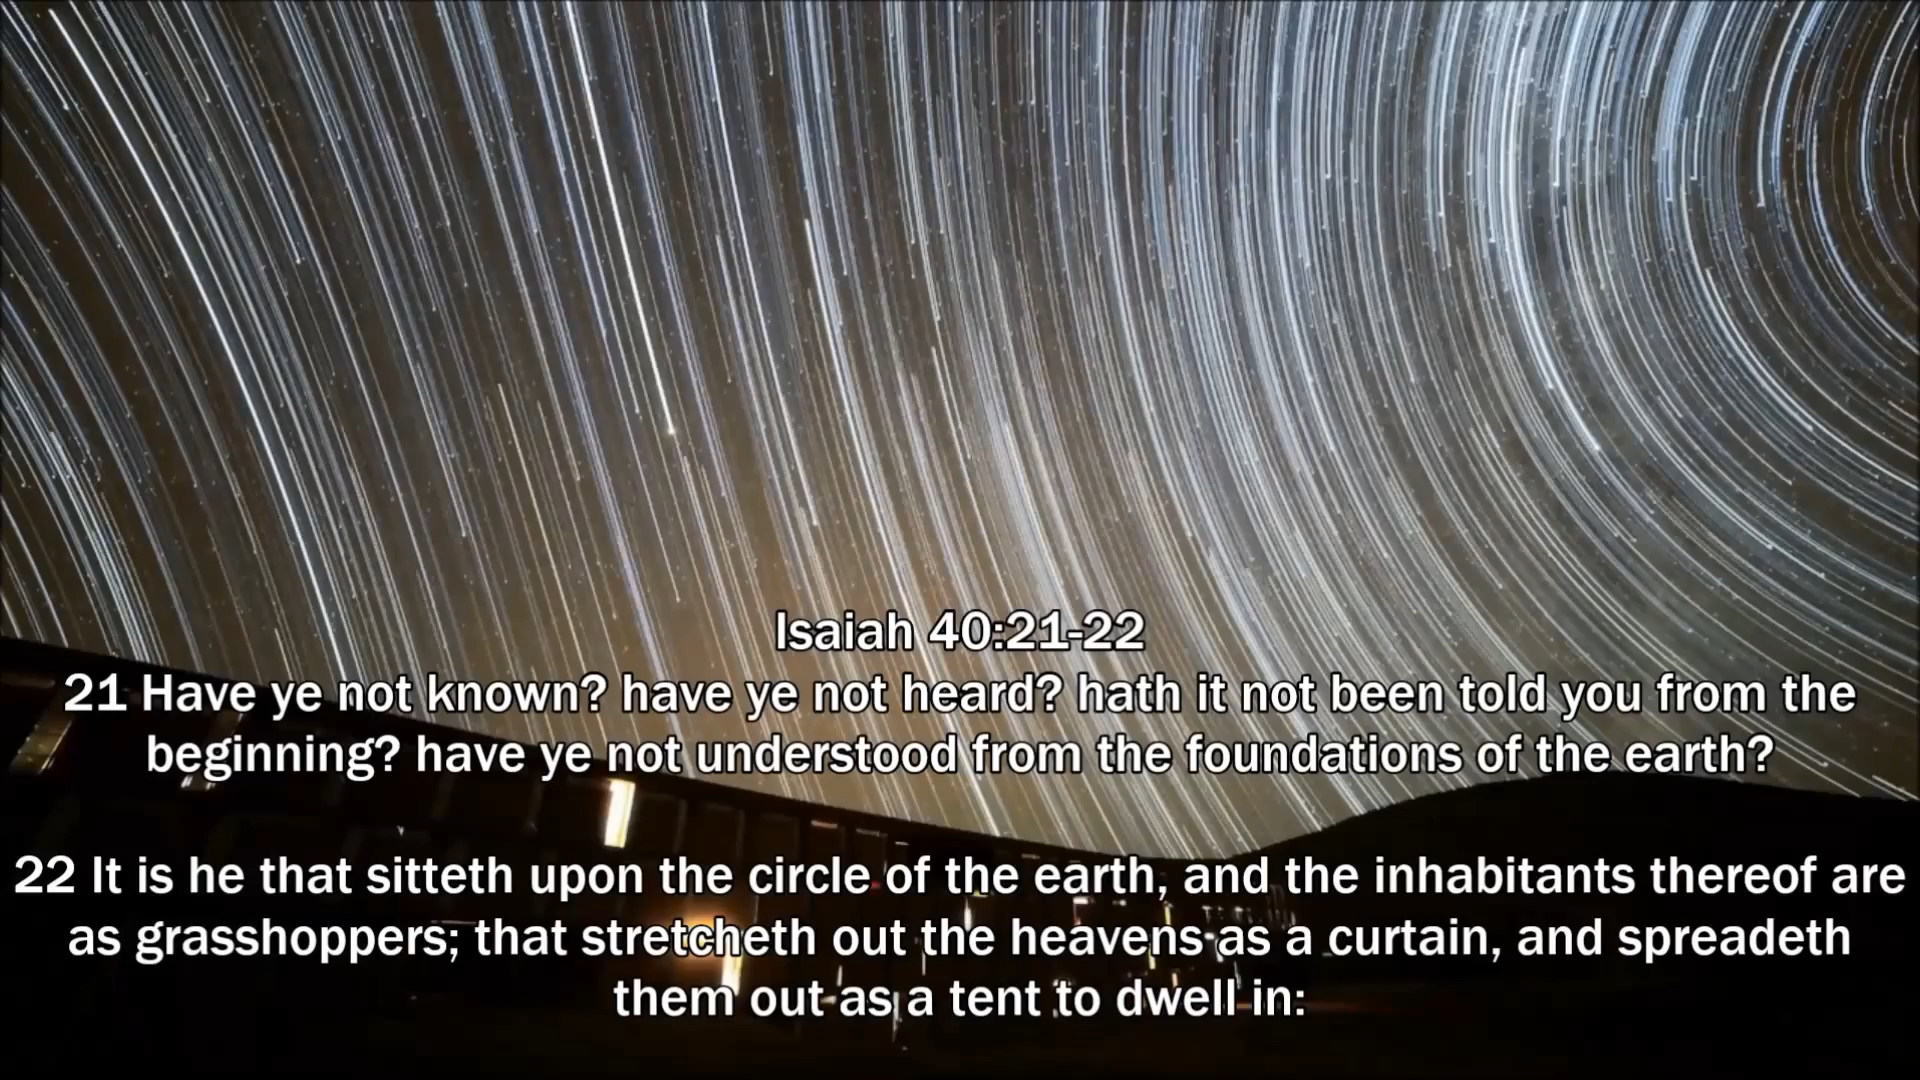 Isaiah 40:21-22
21 Have ye not known? have ye not heard? hath it not been told you from the
beginning? have ye not understood from the foundations of the earth?
22 It is he that sitteth upon the circle of the earth, and the inhabitants thereof are
as grasshoppers; that stretcheth out the heavens as a curtain, and spreadeth
them out as a tent to dwell in: